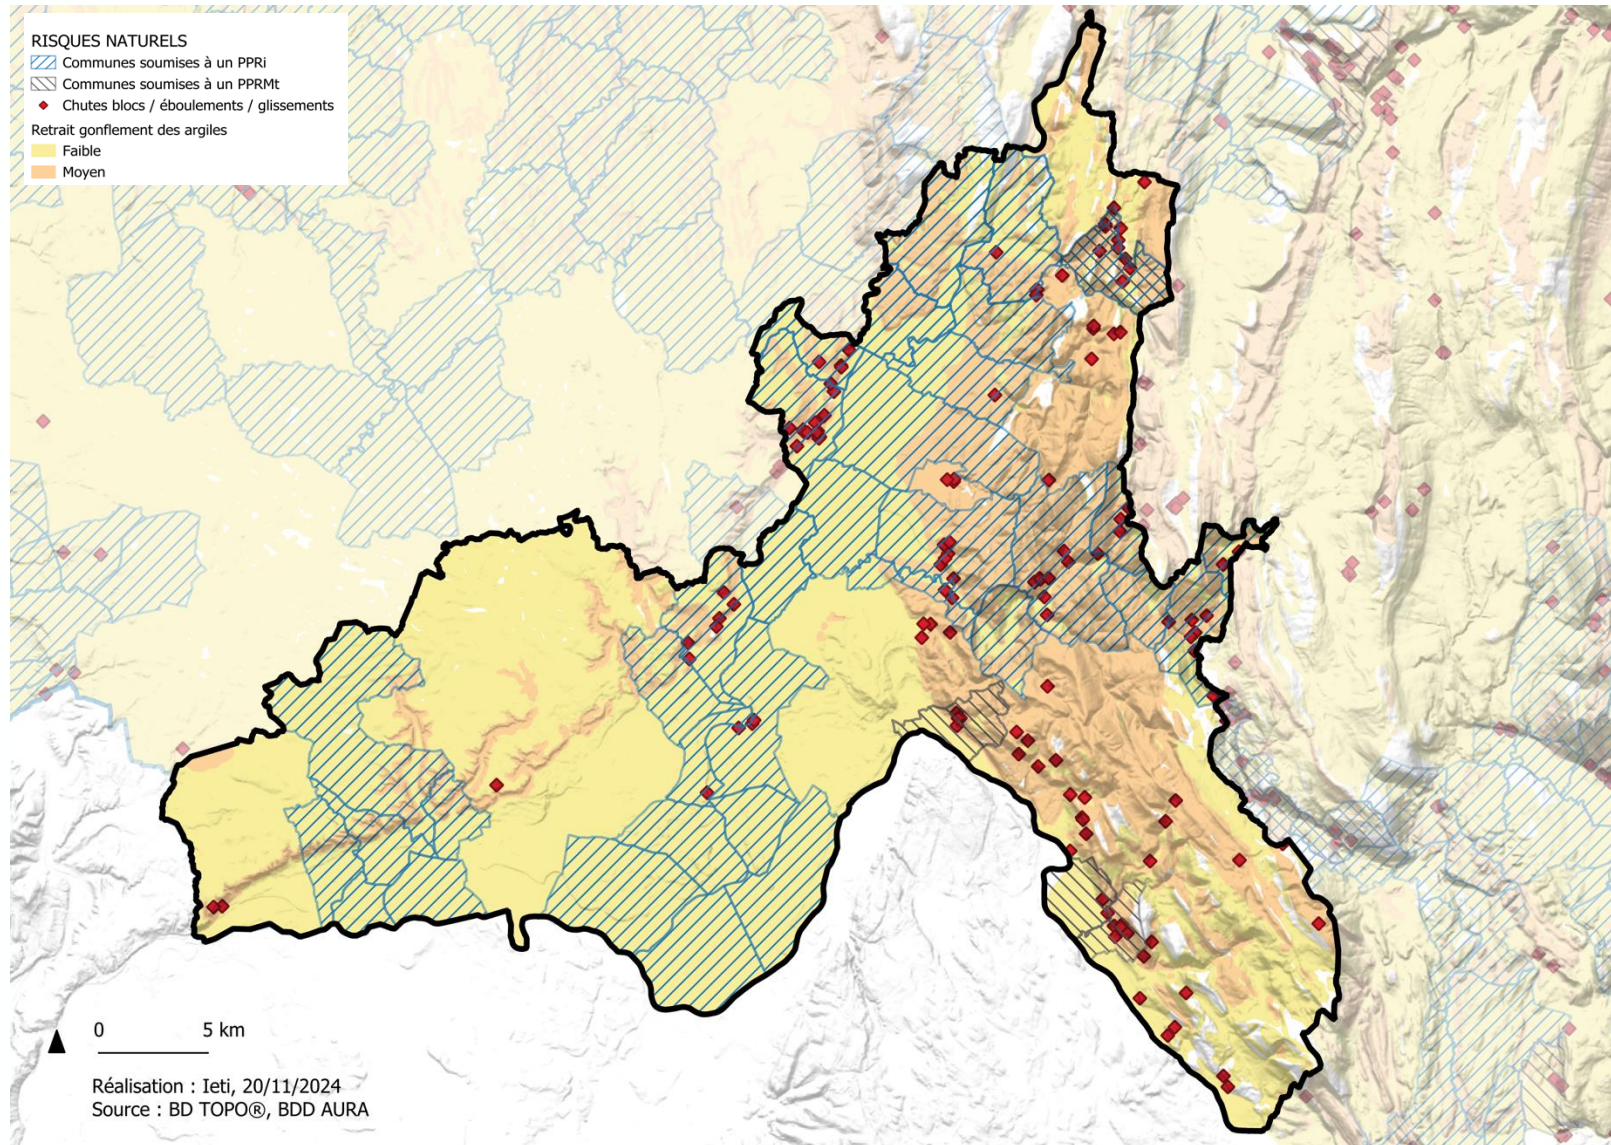 RISQUES NATURELS
Communes soumises à un PPRi
Communes soumises à un PPRMt
Chutes blocs / éboulements / glissements
Retrait gonflement des argiles
Faible
Moyen
0 5 km
Réalisation : Ieti, 20/11/2024
Source : BD TOPO®, BDD AURA